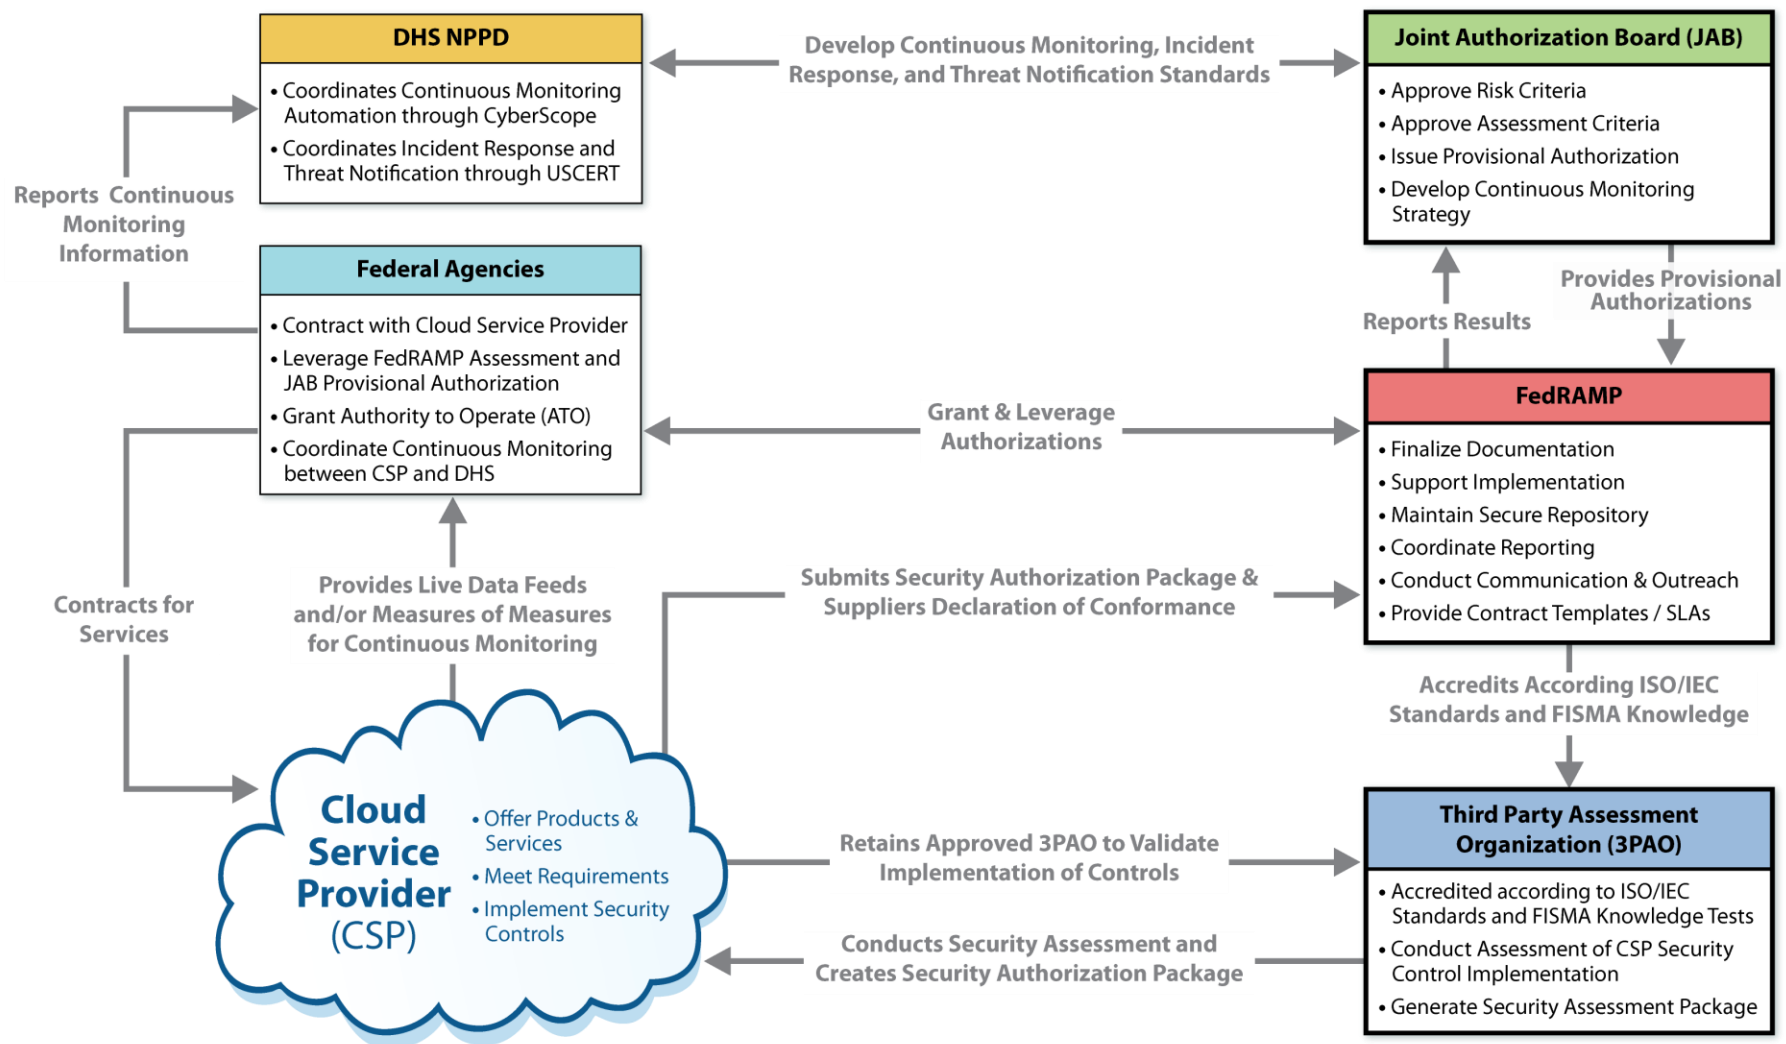 DHS NPPD
• Coordinates Continuous Monitoring
Automation through CyberScope
• Coordinates Incident Response and
Threat Notification through USCERT
Develop Continuous Monitoring, Incident
Response, and Threat Notification Standards
Joint Authorization Board (JAB)
• Approve Risk Criteria
• Approve Assessment Criteria
• Issue Provisional Authorization
• Develop Continuous Monitoring
Strategy
Reports Continuous
Monitoring
Information
Federal Agencies
• Contract with Cloud Service Provider
• Leverage FedRAMP Assessment and
JAB Provisional Authorization
• Grant Authority to Operate (ATO)
• Coordinate Continuous Monitoring
between CSP and DHS
Reports Results
Provides Provisional
Authorizations
Grant & Leverage
Authorizations
FedRAMP
• Finalize Documentation
• Support Implementation
• Maintain Secure Repository
• Coordinate Reporting
• Conduct Communication & Outreach
• Provide Contract Templates / SLAs
Contracts for
Services
Provides Live Data Feeds
and/or Measures of Measures
for Continuous Monitoring
Submits Security Authorization Package &
Suppliers Declaration of Conformance
Accredits According ISO/IEC
Standards and FISMA Knowledge
Cloud
Service
Provider
(CSP)
• Offer Products &
Services
• Meet Requirements
• Implement Security
Controls
Retains Approved 3PAO to Validate
Implementation of Controls
Conducts Security Assessment and
Creates Security Authorization Package
Third Party Assessment
Organization (3PAO)
• Accredited according to ISO/IEC
Standards and FISMA Knowledge Tests
• Conduct Assessment of CSP Security
Control Implementation
• Generate Security Assessment Package